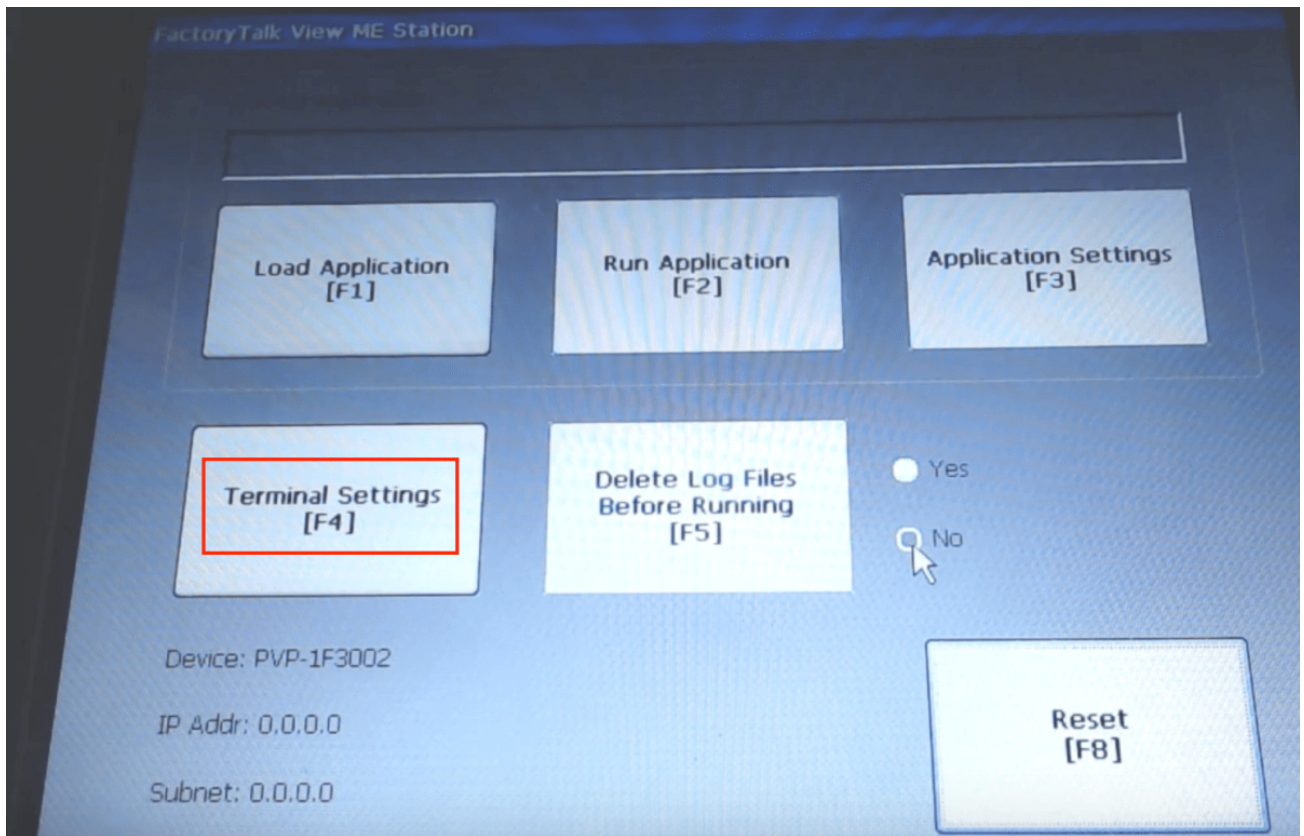 FactoryTalk View ME Station
Load Application
[F1]
Run Application
[F2]
Application Settings
[F3]
Terminal Settings
[F4]
Delete Log Files
Before Running
[F5]
Yes
No
Device: PVP-1F3002
IP Addr: 0.0.0.0
Subnet: 0.0.0.0
Reset
[F8]